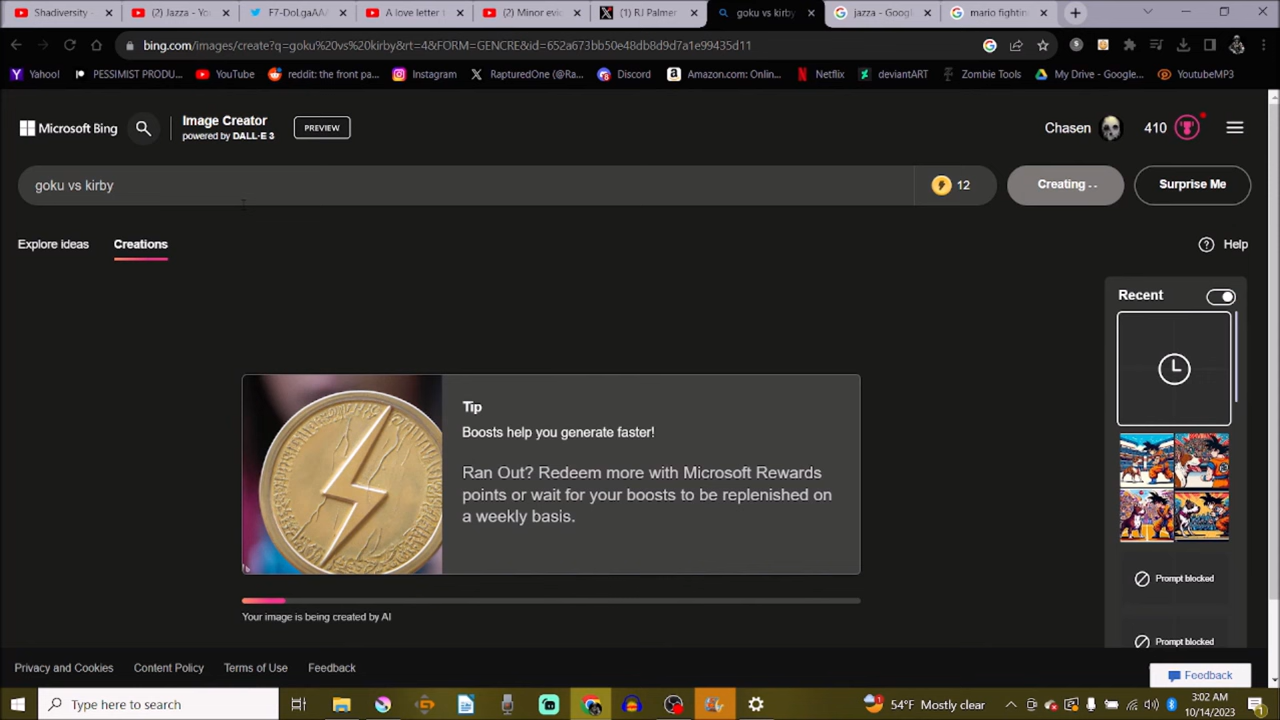 Shadiversity -
(2) Jazza - Yo
F7-DoLgaAA
A love letter t
(2) Minor evi
(1) RJ Palmer
goku vs kirby
jazza - Google
mario fightin
bing.com/images/create?q=goku%20vs%20kirby&rt=4&FORM=GENCRE&id=652a673bb50e48db8d9d7a1e99435d11
Yahoo!
PESSIMIST PRODU...
YouTube
reddit: the front pa...
Instagram
RapturedOne (@Ra...
Discord
Amazon.com: Onlin...
Netflix
deviantART
Zombie Tools
My Drive - Google...
YoutubeMP3
Microsoft Bing
Image Creator
powered by DALL·E 3
PREVIEW
Chasen
410
goku vs kirby
12
Creating - -
Surprise Me
Explore ideas
Creations
Help
Recent
Tip
Boosts help you generate faster!
Ran Out? Redeem more with Microsoft Rewards
points or wait for your boosts to be replenished on
a weekly basis.
Your image is being created by AI
Prompt blocked
Prompt blocked
Privacy and Cookies
Content Policy
Terms of Use
Feedback
Feedback
Type here to search
54°F Mostly clear
3:02 AM
10/14/2023
1